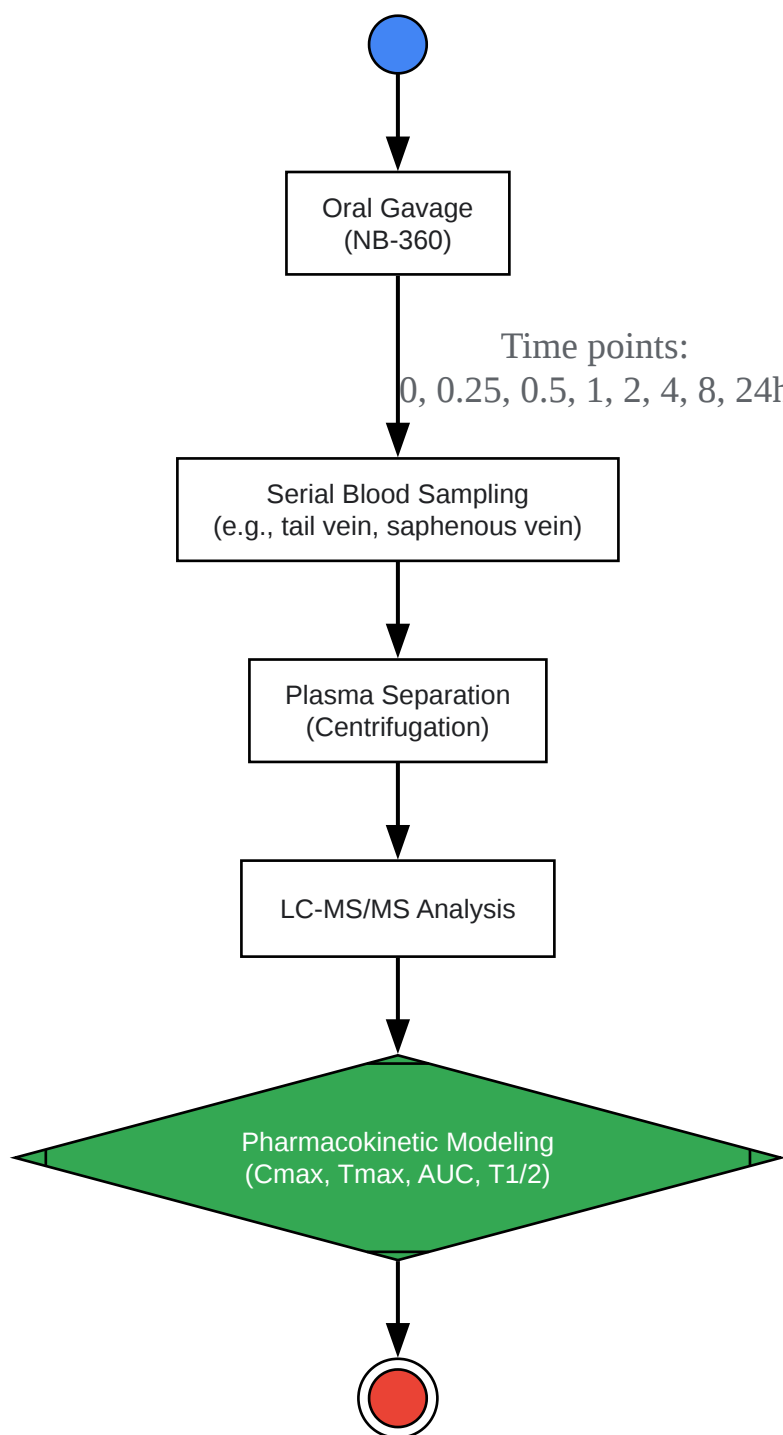 Oral Gavage
(NB-360)
Time points:
0, 0.25, 0.5, 1, 2, 4, 8, 24h
Serial Blood Sampling
(e.g., tail vein, saphenous vein)
Plasma Separation
(Centrifugation)
LC-MS/MS Analysis
Pharmacokinetic Modeling
(Cmax, Tmax, AUC, T1/2)